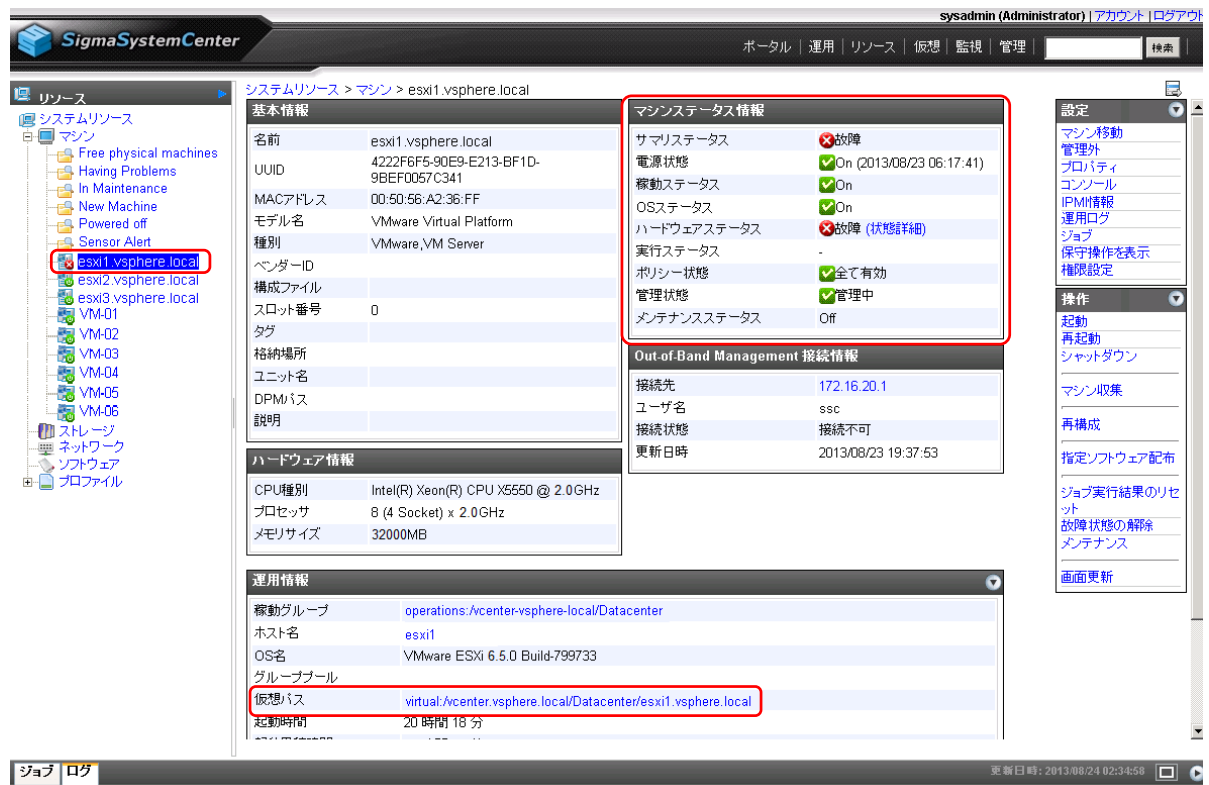 sysadmin (Administrator) | アカウント | ログアウト
SigmaSystemCenter
ポータル | 運用 | リソース | 仮想 | 監視 | 管理 | 検索
リソース
システムリソース
マシン
Free physical machines
Having Problems
In Maintenance
New Machine
Powered off
Sensor Alert
esxi1.vsphere.local
esxi2.vsphere.local
esxi3.vsphere.local
VM-01
VM-02
VM-03
VM-04
VM-05
VM-06
ストレージ
ネットワーク
ソフトウェア
プロファイル
システムリソース > マシン > esxi1.vsphere.local
基本情報
名前 esxi1.vsphere.local
UUID 4222F6F5-90E9-E213-BF1D-
9BEF0057C341
MACアドレス 00:50:56:A2:36:FF
モデル名 VMware Virtual Platform
種別 VMware,VM Server
ベンダーID
構成ファイル
スロット番号 0
タグ
格納場所
ユニット名
DPMパス
説明
ハードウェア情報
CPU種別 Intel(R) Xeon(R) CPU X5550 @ 2.0GHz
プロセッサ 8 (4 Socket) x 2.0GHz
メモリサイズ 32000MB
マシンステータス情報
サマリステータス 故障
電源状態 On (2013/08/23 06:17:41)
稼動ステータス On
OSステータス On
ハードウェアステータス 故障 (状態詳細)
実行ステータス -
ポリシー状態 全て有効
管理状態 管理中
メンテナンスステータス Off
Out-of-Band Management 接続情報
接続先 172.16.20.1
ユーザ名 ssc
接続状態 接続不可
更新日時 2013/08/23 19:37:53
運用情報
稼動グループ operations:/vcenter-vsphere-local/Datacenter
ホスト名 esxi1
OS名 VMware ESXi 6.5.0 Build-799733
グループプール
仮想パス virtual:/vcenter.vsphere.local/Datacenter/esxi1.vsphere.local
起動時間 20 時間 18 分
設定
マシン移動
管理外
プロパティ
コンソール
IPMI情報
運用ログ
ジョブ
保守操作を表示
権限設定
操作
起動
再起動
シャットダウン
マシン収集
再構成
指定ソフトウェア配布
ジョブ実行結果のリセ
ット
故障状態の解除
メンテナンス
画面更新
ジョブ ログ
更新日時: 2013/08/24 02:34:58